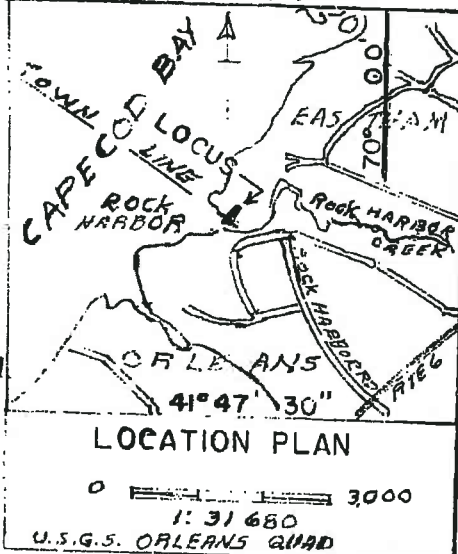 CAPE COD BAY
TOWN LINE
LOCUS
EASTHAM
70° 00'
ROCK
HARBOR
ROCK HARBOR
CREEK
ROCK HARBOR RD
RTE 6
ORLEANS
41° 47' 30"
LOCATION PLAN
0 3,000
1: 31 680
U.S.G.S. ORLEANS QUAD